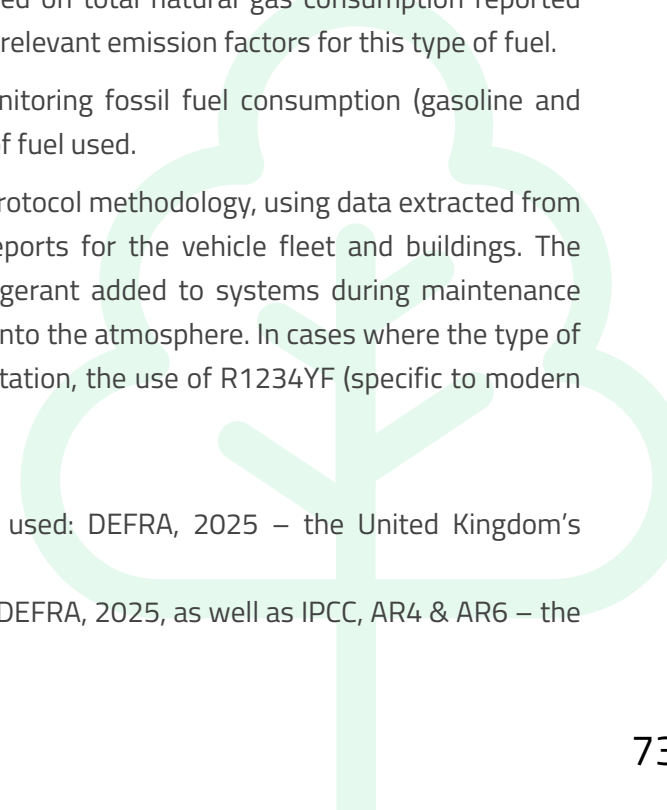 ed on total natural gas consumption reported
relevant emission factors for this type of fuel.
nitoring fossil fuel consumption (gasoline and
of fuel used.
rotocol methodology, using data extracted from
eports for the vehicle fleet and buildings. The
gerant added to systems during maintenance
into the atmosphere. In cases where the type of
tation, the use of R1234YF (specific to modern
used: DEFRA, 2025 – the United Kingdom's
DEFRA, 2025, as well as IPCC, AR4 & AR6 – the
73